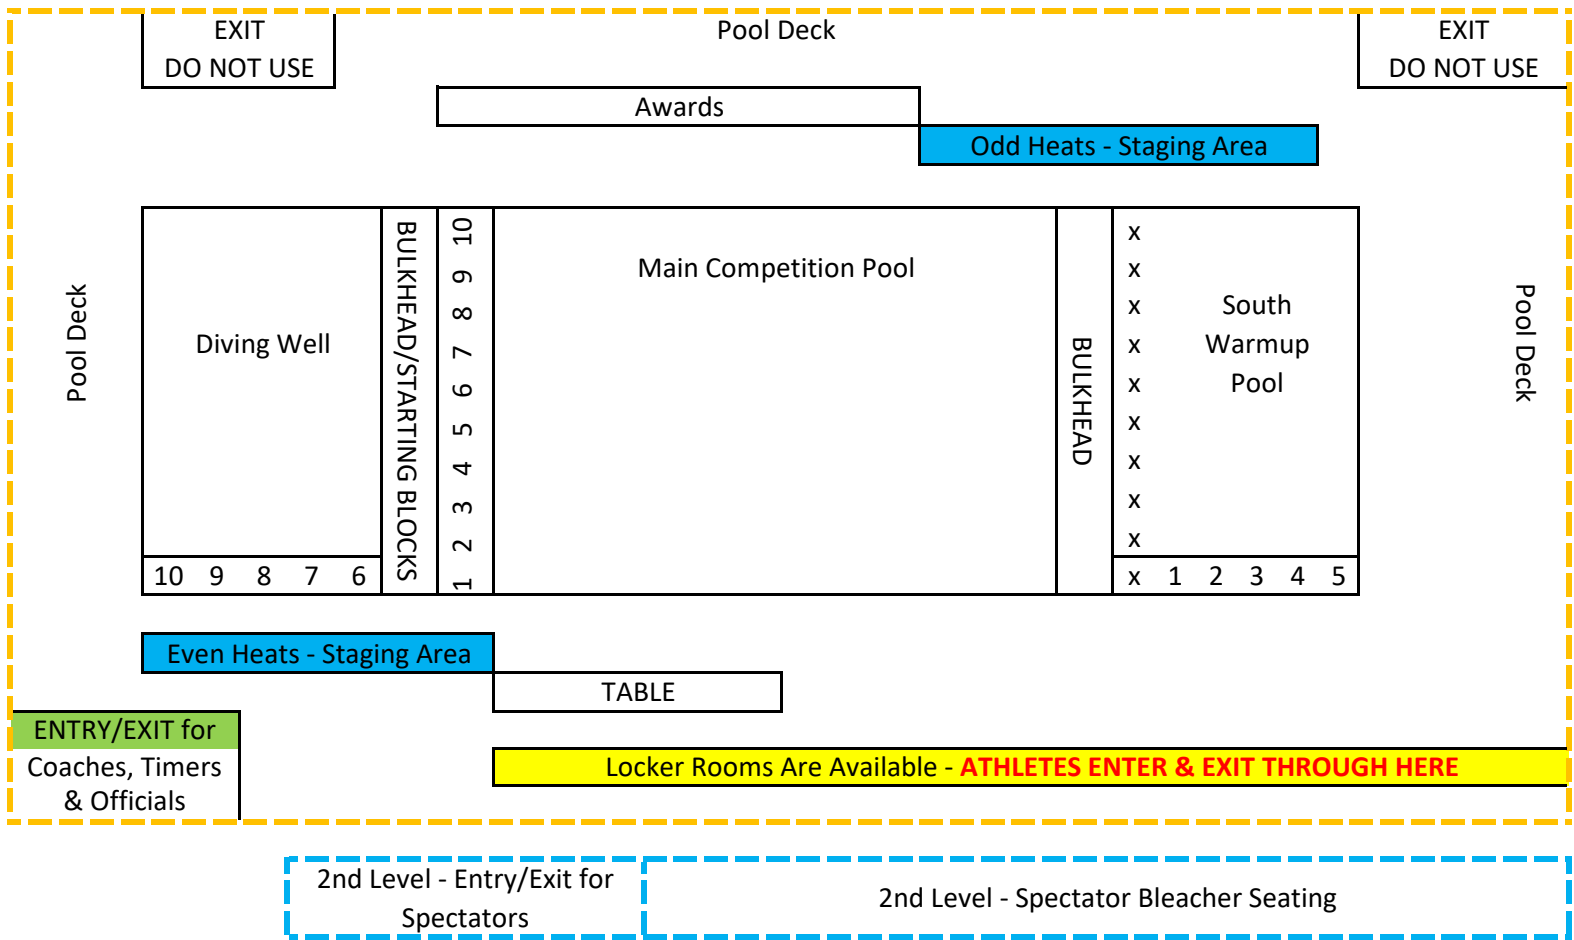 EXIT
DO NOT USE
Pool Deck
EXIT
DO NOT USE
Awards
Odd Heats - Staging Area
Pool Deck
Diving Well
10 9 8 7 6
BULKHEAD/STARTING BLOCKS
10 9 8 7 6 5 4 3 2 1
Main Competition Pool
BULKHEAD
x
x
x
x
x
x
x
x
x
x 1 2 3 4 5
South
Warmup
Pool
Pool Deck
Even Heats - Staging Area
TABLE
ENTRY/EXIT for
Coaches, Timers
& Officials
Locker Rooms Are Available - ATHLETES ENTER & EXIT THROUGH HERE
2nd Level - Entry/Exit for
Spectators
2nd Level - Spectator Bleacher Seating